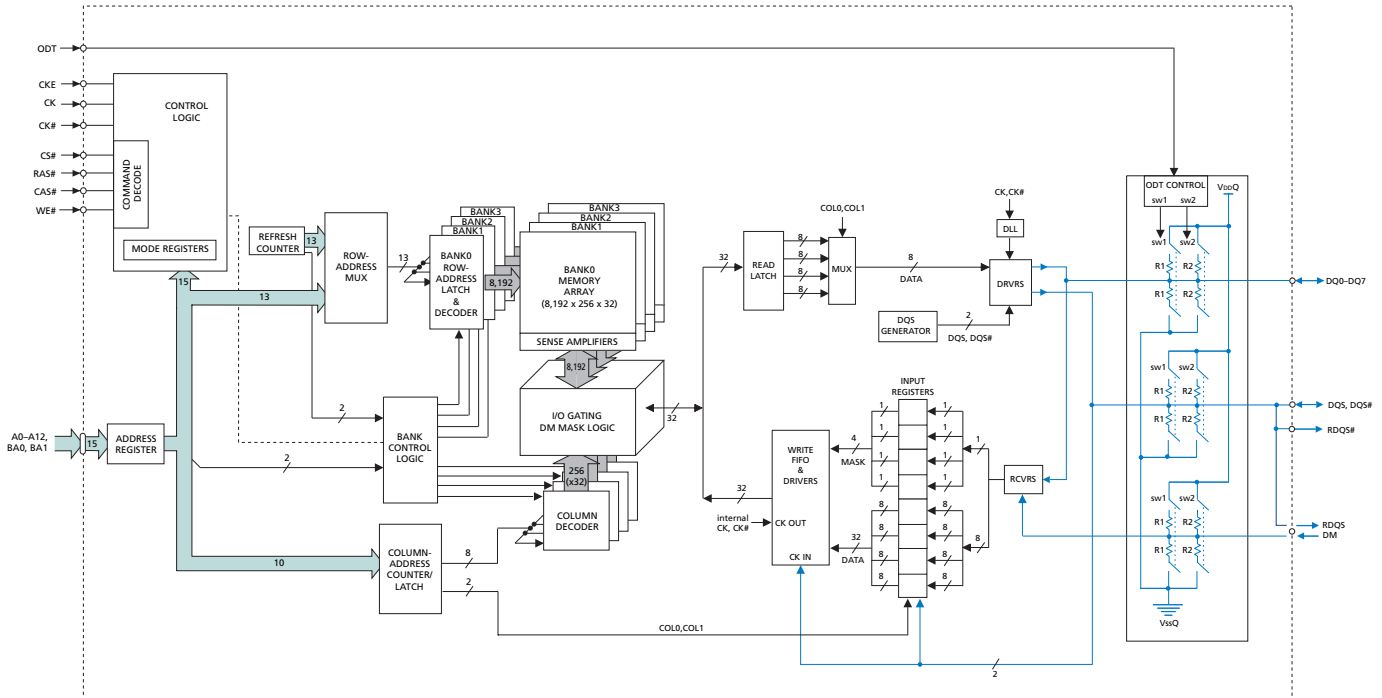 ODT
CKE
CK
CK#
CS#
RAS#
CAS#
WE#
CONTROL
LOGIC
COMMAND
DECODE
MODE REGISTERS
15
REFRESH
COUNTER
13
13
ROW-
ADDRESS
MUX
13
BANK3
BANK2
BANK1
BANK0
ROW-
ADDRESS
LATCH
&
DECODER
8,192
BANK3
BANK2
BANK1
BANK0
MEMORY
ARRAY
(8,192 x 256 x 32)
SENSE AMPLIFIERS
8,192
I/O GATING
DM MASK LOGIC
32
256
(x32)
COLUMN
DECODER
A0–A12,
BA0, BA1
15
ADDRESS
REGISTER
2
2
BANK
CONTROL
LOGIC
10
COLUMN-
ADDRESS
COUNTER/
LATCH
8
2
COL0,COL1
32
READ
LATCH
8
8
8
8
COL0,COL1
MUX
8
DATA
CK,CK#
DLL
DRVRS
DQS
GENERATOR
2
DQS, DQS#
32
internal
CK, CK#
WRITE
FIFO
&
DRIVERS
CK OUT
CK IN
4
MASK
32
DATA
INPUT
REGISTERS
1
1
1
1
8
8
8
8
1
1
1
1
8
8
8
8
1
8
RCVRS
2
ODT CONTROL
sw1
sw2
VDDQ
sw1
sw2
R1
R2
R1
R2
sw1
sw2
R1
R2
R1
R2
sw1
sw2
R1
R2
R1
R2
VssQ
DQ0–DQ7
DQS, DQS#
RDQS#
RDQS
DM